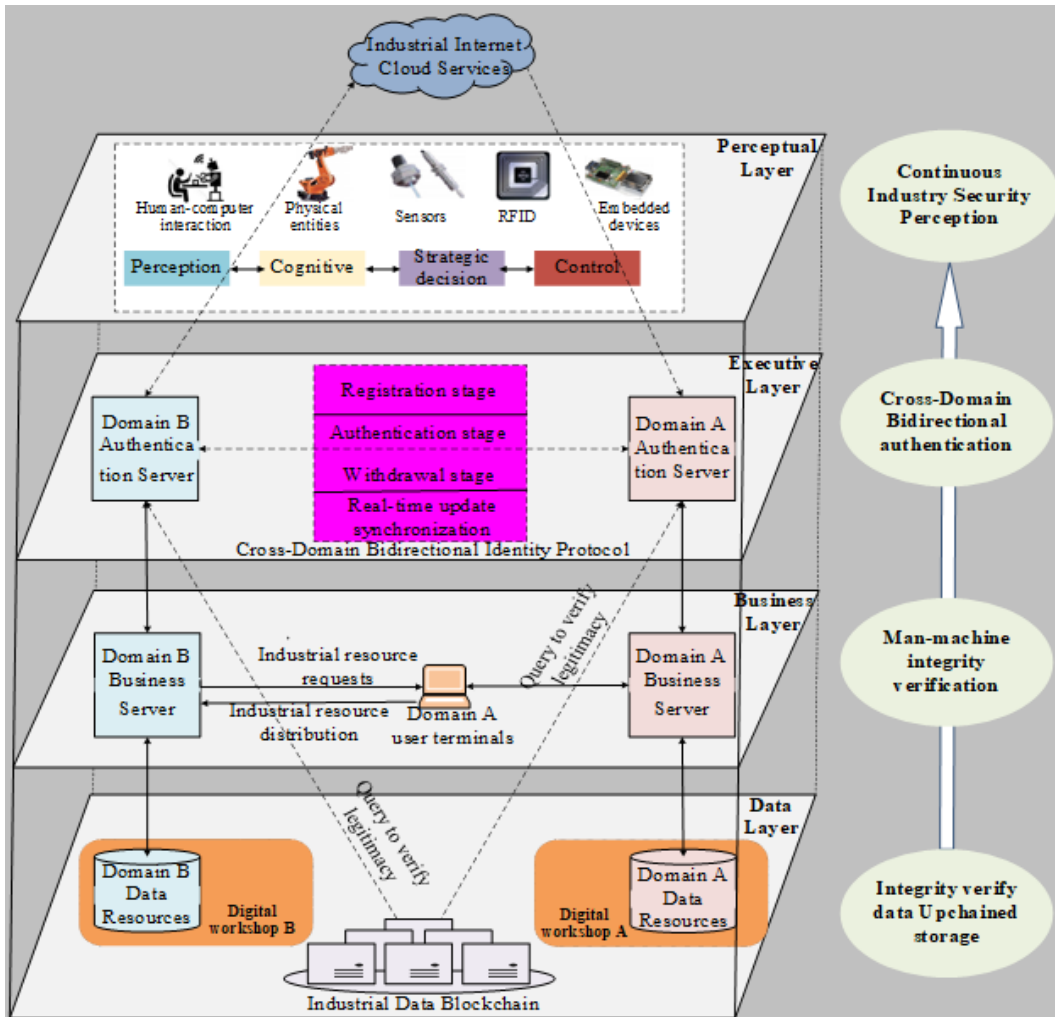 Industrial Internet
Cloud Services
Perceptual
Layer
Human-computer
interaction
Physical
entities
Sensors
RFID
Embedded
devices
Perception
Cognitive
Strategic
decision
Control
Continuous
Industry Security
Perception
Executive
Layer
Domain B
Authentica
tion Server
Registration stage
Authentication stage
Withdrawal stage
Real-time update
synchronization
Domain A
Authentica
tion Server
Cross-Domain Bidirectional Identity Protocol
Cross-Domain
Bidirectional
authentication
Business
Layer
Domain B
Business
Server
Industrial resource
requests
Industrial resource
distribution
Domain A
user terminals
Query to verify
legitimacy
Domain A
Business
Server
Man-machine
integrity
verification
Data
Layer
Query to verify
legitimacy
Domain B
Data
Resources
Digital
workshop B
Digital
workshop A
Domain A
Data
Resources
Industrial Data Blockchain
Integrity verify
data Upchained
storage